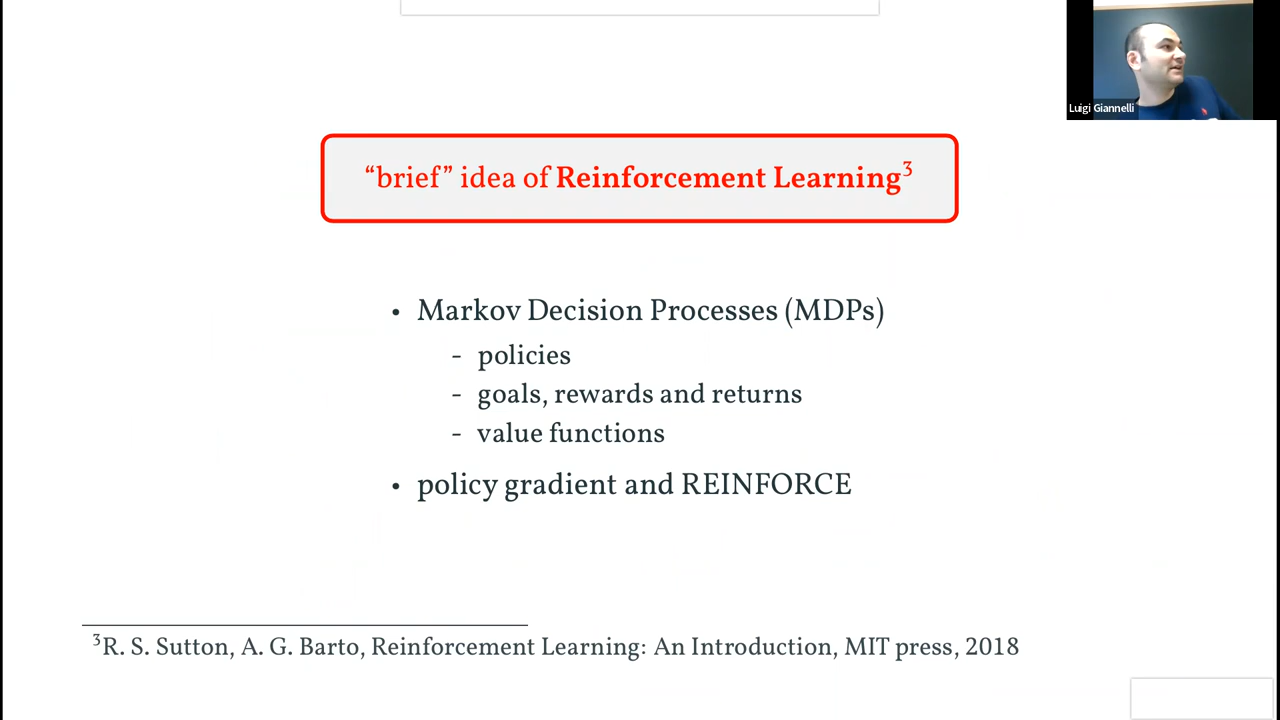 Luigi Giannelli
“brief” idea of Reinforcement Learning³
• Markov Decision Processes (MDPs)
- policies
- goals, rewards and returns
- value functions
• policy gradient and REINFORCE
³R. S. Sutton, A. G. Barto, Reinforcement Learning: An Introduction, MIT press, 2018